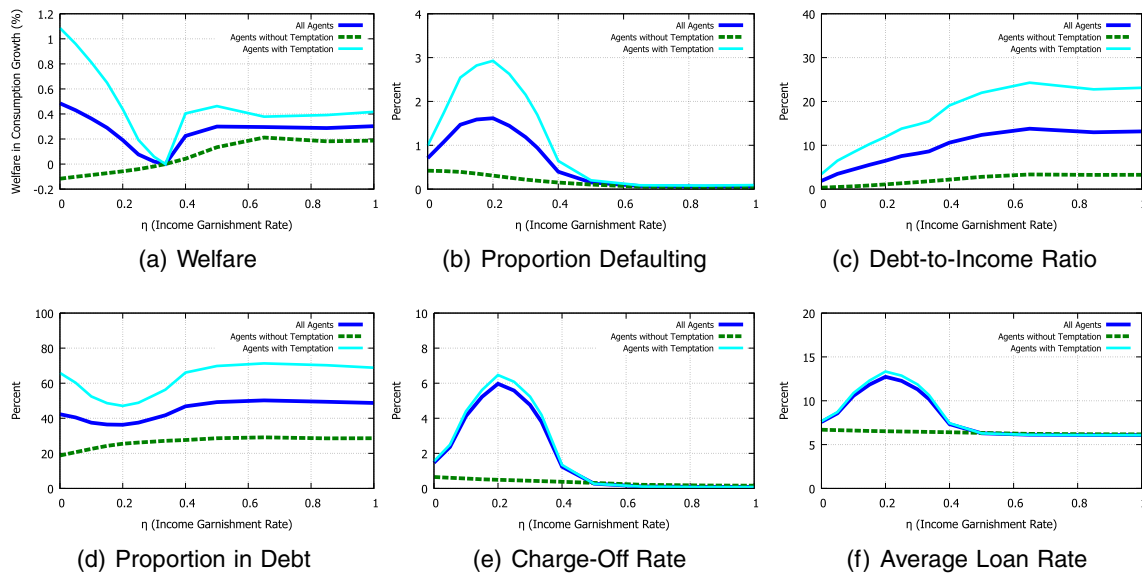 Welfare in Consumption Growth (%)
1.2
1
0.8
0.6
0.4
0.2
0
-0.2
All Agents
Agents without Temptation
Agents with Temptation
0 0.2 0.4 0.6 0.8 1
η (Income Garnishment Rate)
(a) Welfare
Percent
4
3
2
1
0
All Agents
Agents without Temptation
Agents with Temptation
0 0.2 0.4 0.6 0.8 1
η (Income Garnishment Rate)
(b) Proportion Defaulting
Percent
40
30
20
10
0
All Agents
Agents without Temptation
Agents with Temptation
0 0.2 0.4 0.6 0.8 1
η (Income Garnishment Rate)
(c) Debt-to-Income Ratio
Percent
100
80
60
40
20
0
All Agents
Agents without Temptation
Agents with Temptation
0 0.2 0.4 0.6 0.8 1
η (Income Garnishment Rate)
(d) Proportion in Debt
Percent
10
8
6
4
2
0
All Agents
Agents without Temptation
Agents with Temptation
0 0.2 0.4 0.6 0.8 1
η (Income Garnishment Rate)
(e) Charge-Off Rate
Percent
20
15
10
5
0
All Agents
Agents without Temptation
Agents with Temptation
0 0.2 0.4 0.6 0.8 1
η (Income Garnishment Rate)
(f) Average Loan Rate